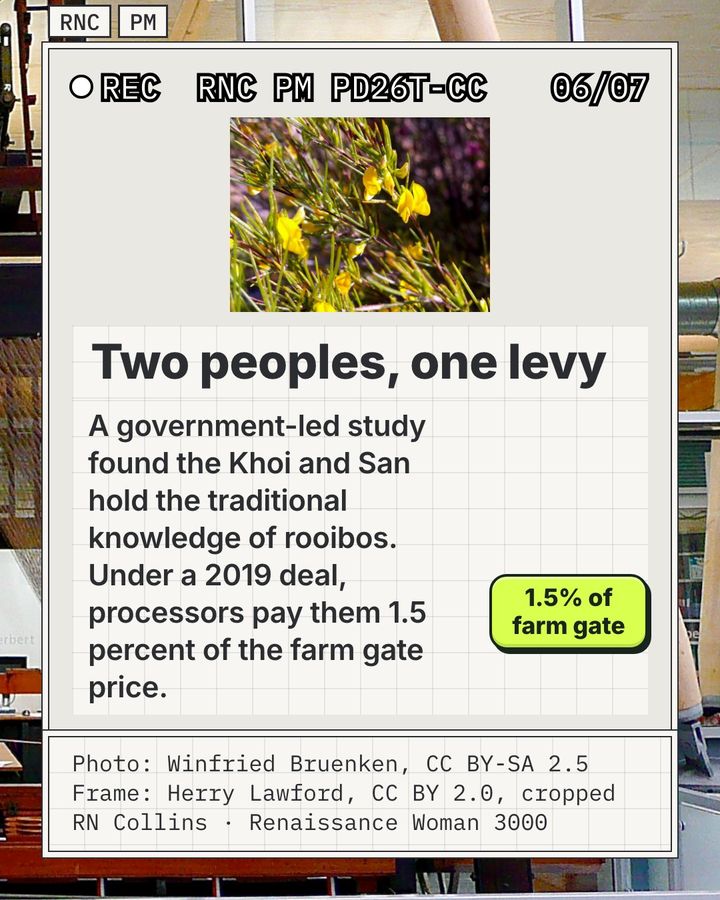 RNC PM
REC RNC PM PD26T-CC 06/07
Two peoples, one levy
A government-led study
found the Khoi and San
hold the traditional
knowledge of rooibos.
Under a 2019 deal,
processors pay them 1.5
percent of the farm gate
price.
1.5% of
farm gate
erbert
Photo: Winfried Bruenken, CC BY-SA 2.5
Frame: Herry Lawford, CC BY 2.0, cropped
RN Collins · Renaissance Woman 3000